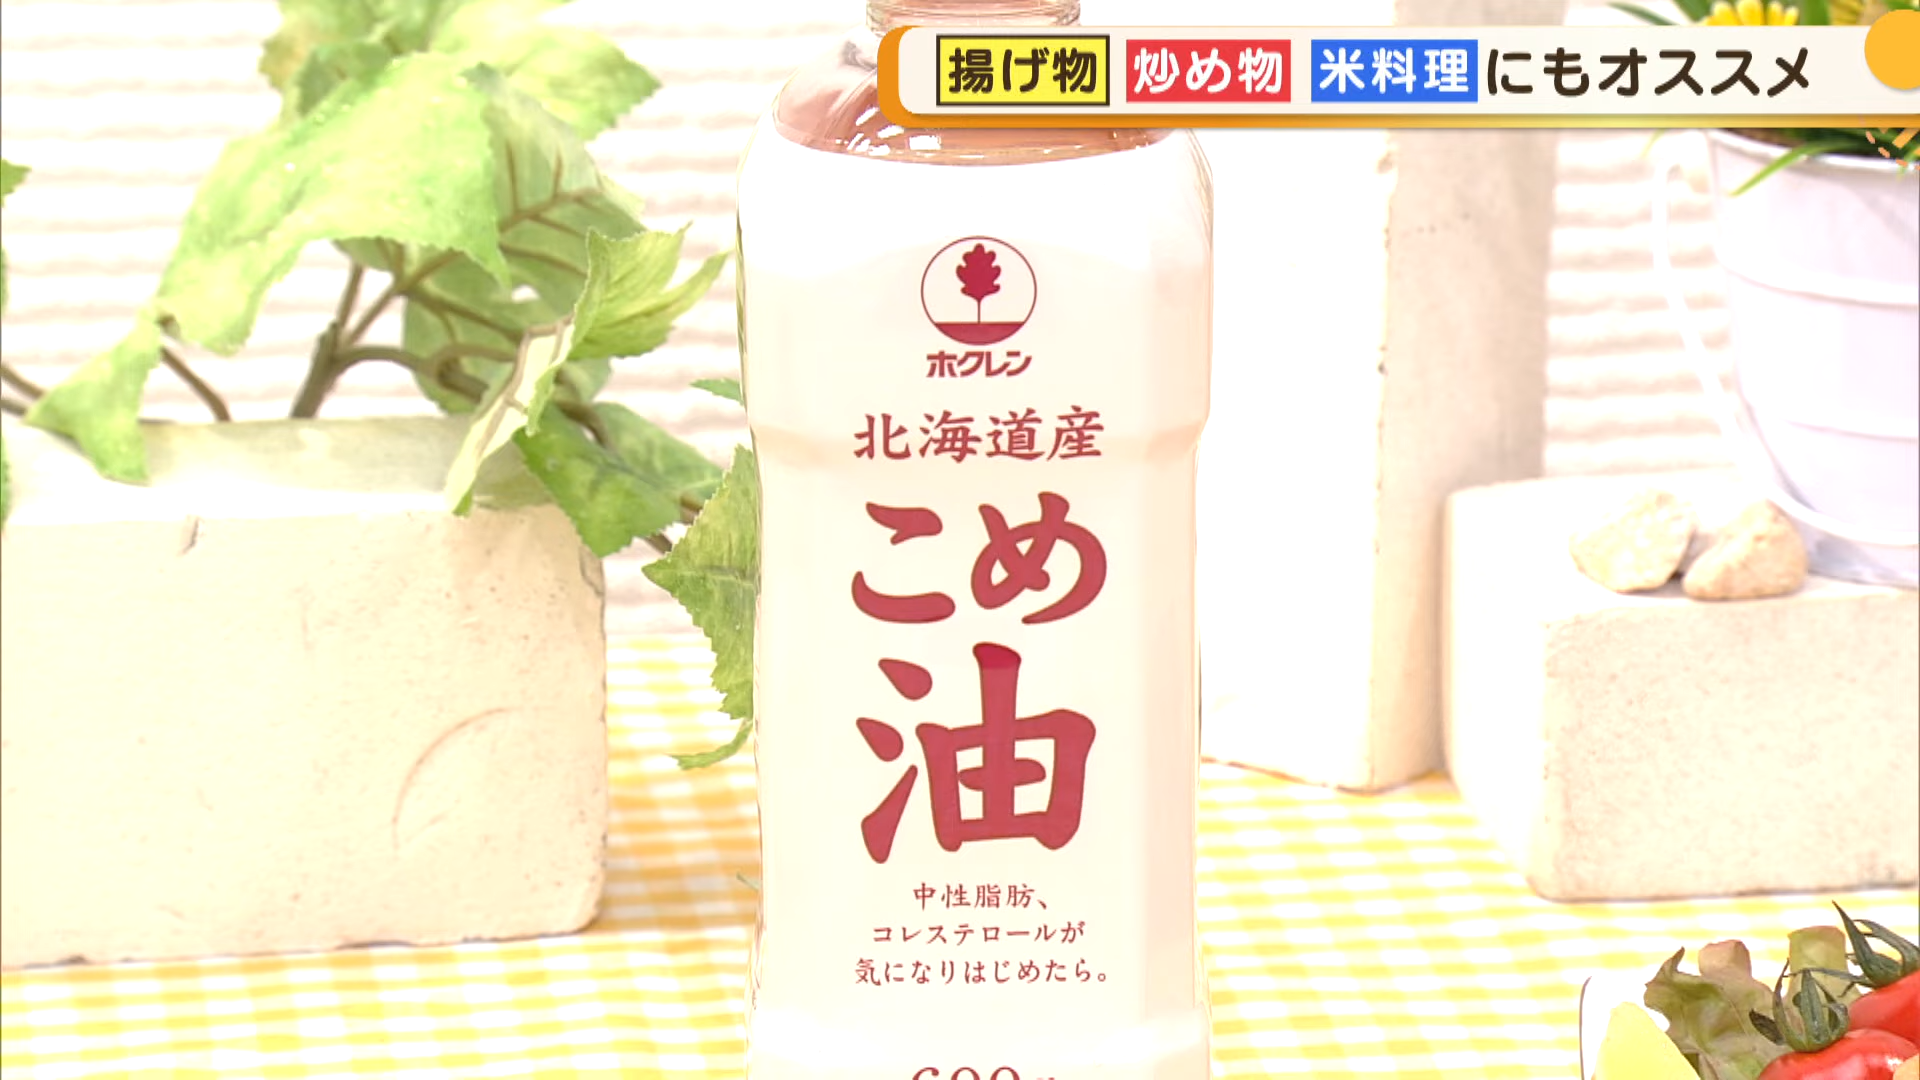 揚げ物 炒め物 米料理 にもオススメ
ホクレン
北海道産
こめ
油
中性脂肪、
コレステロールが
気になりはじめたら。
600